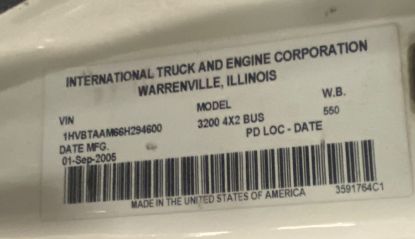 INTERNATIONAL TRUCK AND ENGINE CORPORATION
WARRENVILLE, ILLINOIS
VIN MODEL W.B.
1HVBTAAM66H294600 3200 4X2 BUS 550
DATE MFG. PD LOC - DATE
01-Sep-2005
MADE IN THE UNITED STATES OF AMERICA 3591764C1